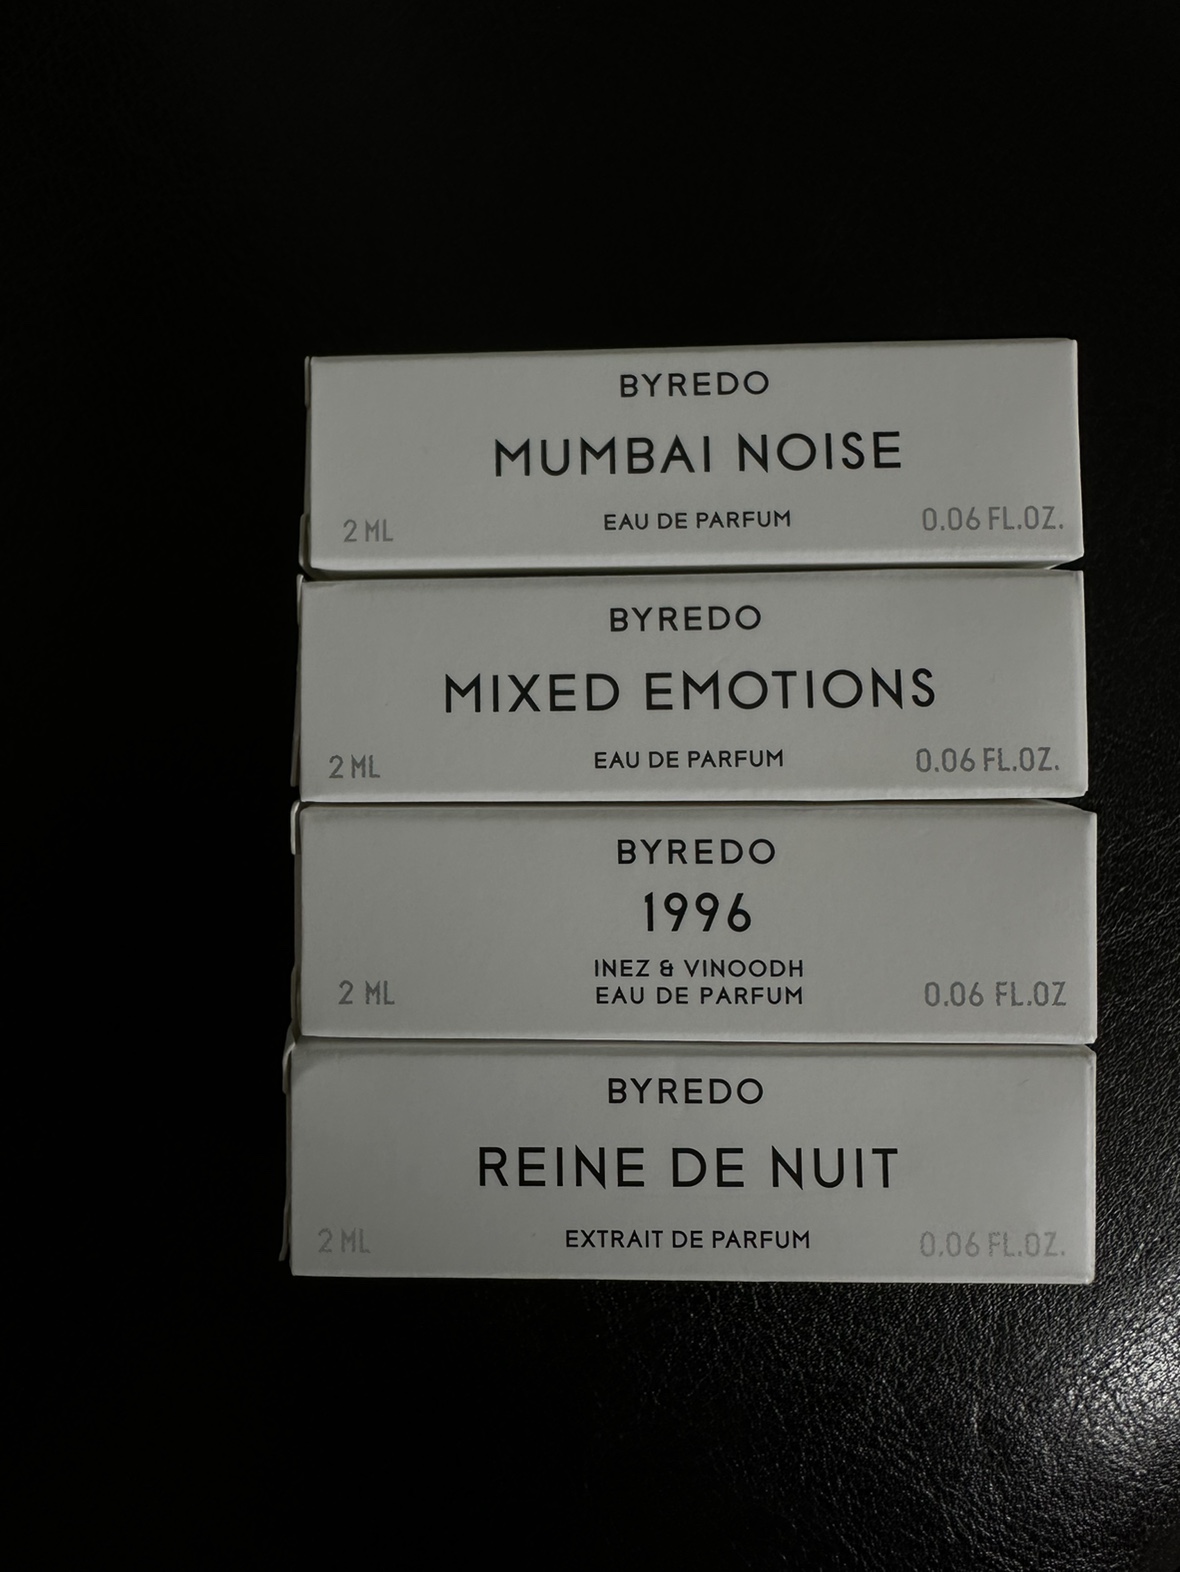 BYREDO
MUMBAI NOISE
2 ML EAU DE PARFUM 0.06 FL.OZ.
BYREDO
MIXED EMOTIONS
2 ML EAU DE PARFUM 0.06 FL.OZ.
BYREDO
1996
INEZ & VINOODH
2 ML EAU DE PARFUM 0.06 FL.OZ
BYREDO
REINE DE NUIT
2 ML EXTRAIT DE PARFUM 0.06 FL.OZ.